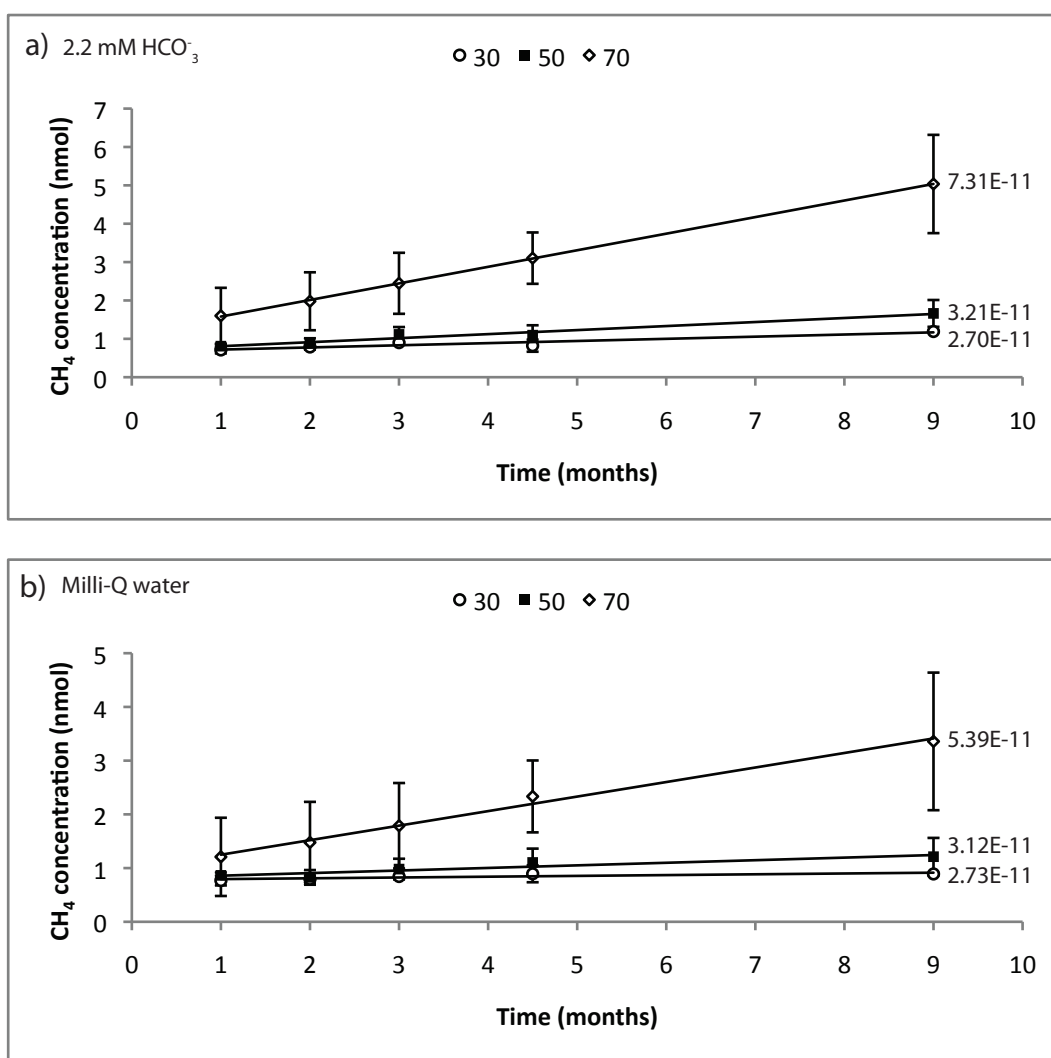 a) 2.2 mM HCO₃⁻
30 50 70
CH₄ concentration (nmol)
7
6
5
4
3
2
1
0
7.31E-11
3.21E-11
2.70E-11
0 1 2 3 4 5 6 7 8 9 10
Time (months)
b) Milli-Q water
30 50 70
CH₄ concentration (nmol)
5
4
3
2
1
0
5.39E-11
3.12E-11
2.73E-11
0 1 2 3 4 5 6 7 8 9 10
Time (months)